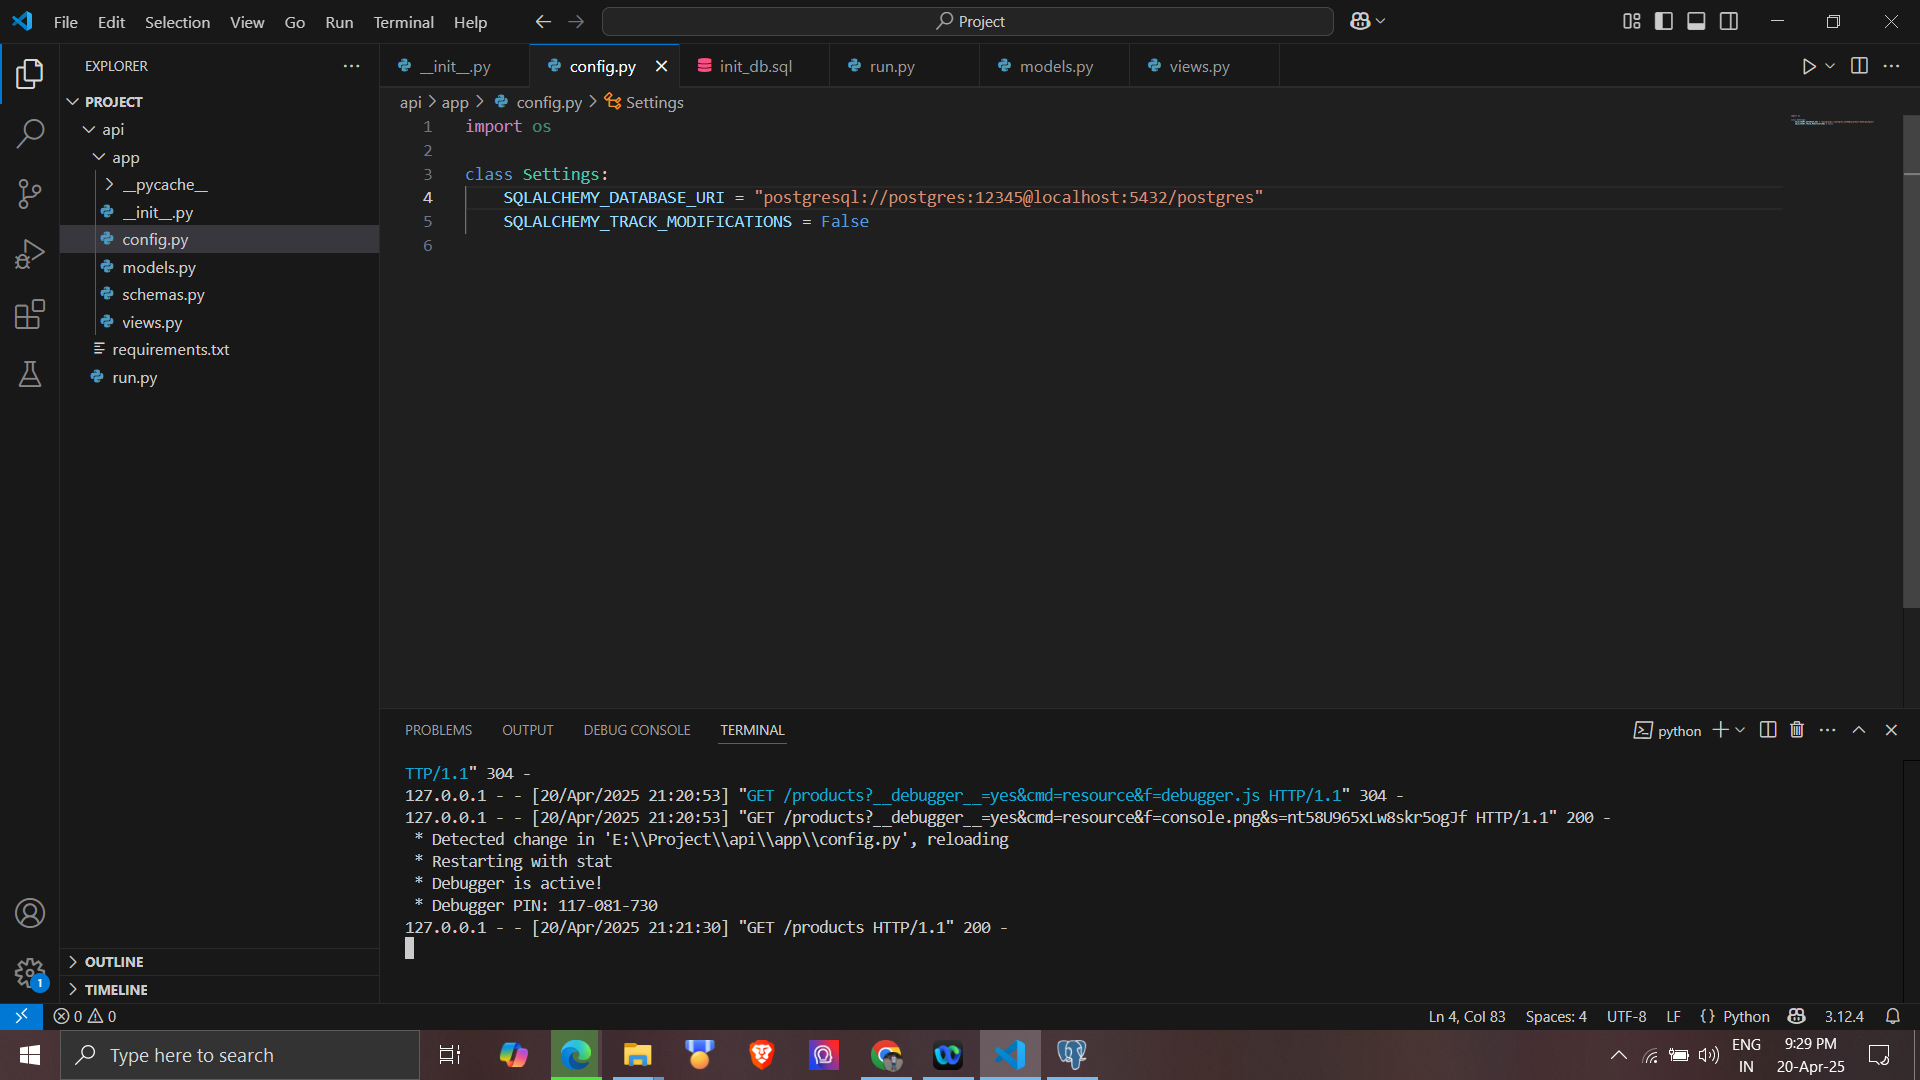 File Edit Selection View Go Run Terminal Help
Project
EXPLORER
PROJECT
api
app
__pycache__
__init__.py
config.py
models.py
schemas.py
views.py
requirements.txt
run.py
OUTLINE
TIMELINE
__init__.py config.py init_db.sql run.py models.py views.py
api > app > config.py > Settings
1 import os
2
3 class Settings:
4 SQLALCHEMY_DATABASE_URI = "postgresql://postgres:12345@localhost:5432/postgres"
5 SQLALCHEMY_TRACK_MODIFICATIONS = False
6
PROBLEMS OUTPUT DEBUG CONSOLE TERMINAL
python
TTP/1.1" 304 -
127.0.0.1 - - [20/Apr/2025 21:20:53] "GET /products?__debugger__=yes&cmd=resource&f=debugger.js HTTP/1.1" 304 -
127.0.0.1 - - [20/Apr/2025 21:20:53] "GET /products?__debugger__=yes&cmd=resource&f=console.png&s=nt58U965xLw8skr5ogJf HTTP/1.1" 200 -
* Detected change in 'E:\\Project\\api\\app\\config.py', reloading
* Restarting with stat
* Debugger is active!
* Debugger PIN: 117-081-730
127.0.0.1 - - [20/Apr/2025 21:21:30] "GET /products HTTP/1.1" 200 -
1
0 0
Ln 4, Col 83 Spaces: 4 UTF-8 LF {} Python 3.12.4
Type here to search
ENG
IN
9:29 PM
20-Apr-25